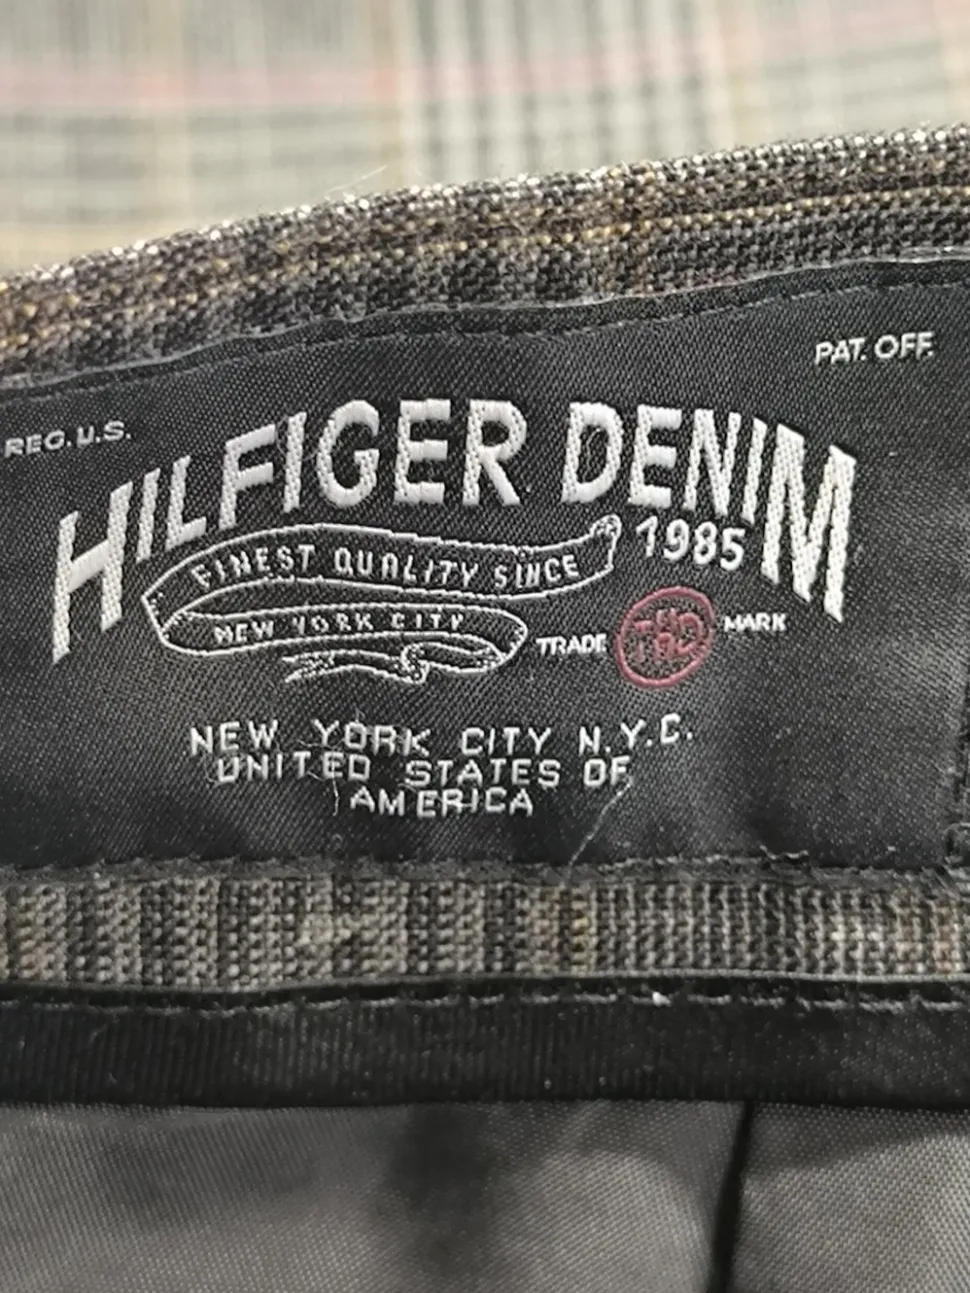 REG. U.S.
PAT. OFF.
HILFIGER DENIM
FINEST QUALITY SINCE 1985
NEW YORK CITY
TRADE THD MARK
NEW YORK CITY N.Y.C.
UNITED STATES OF
AMERICA